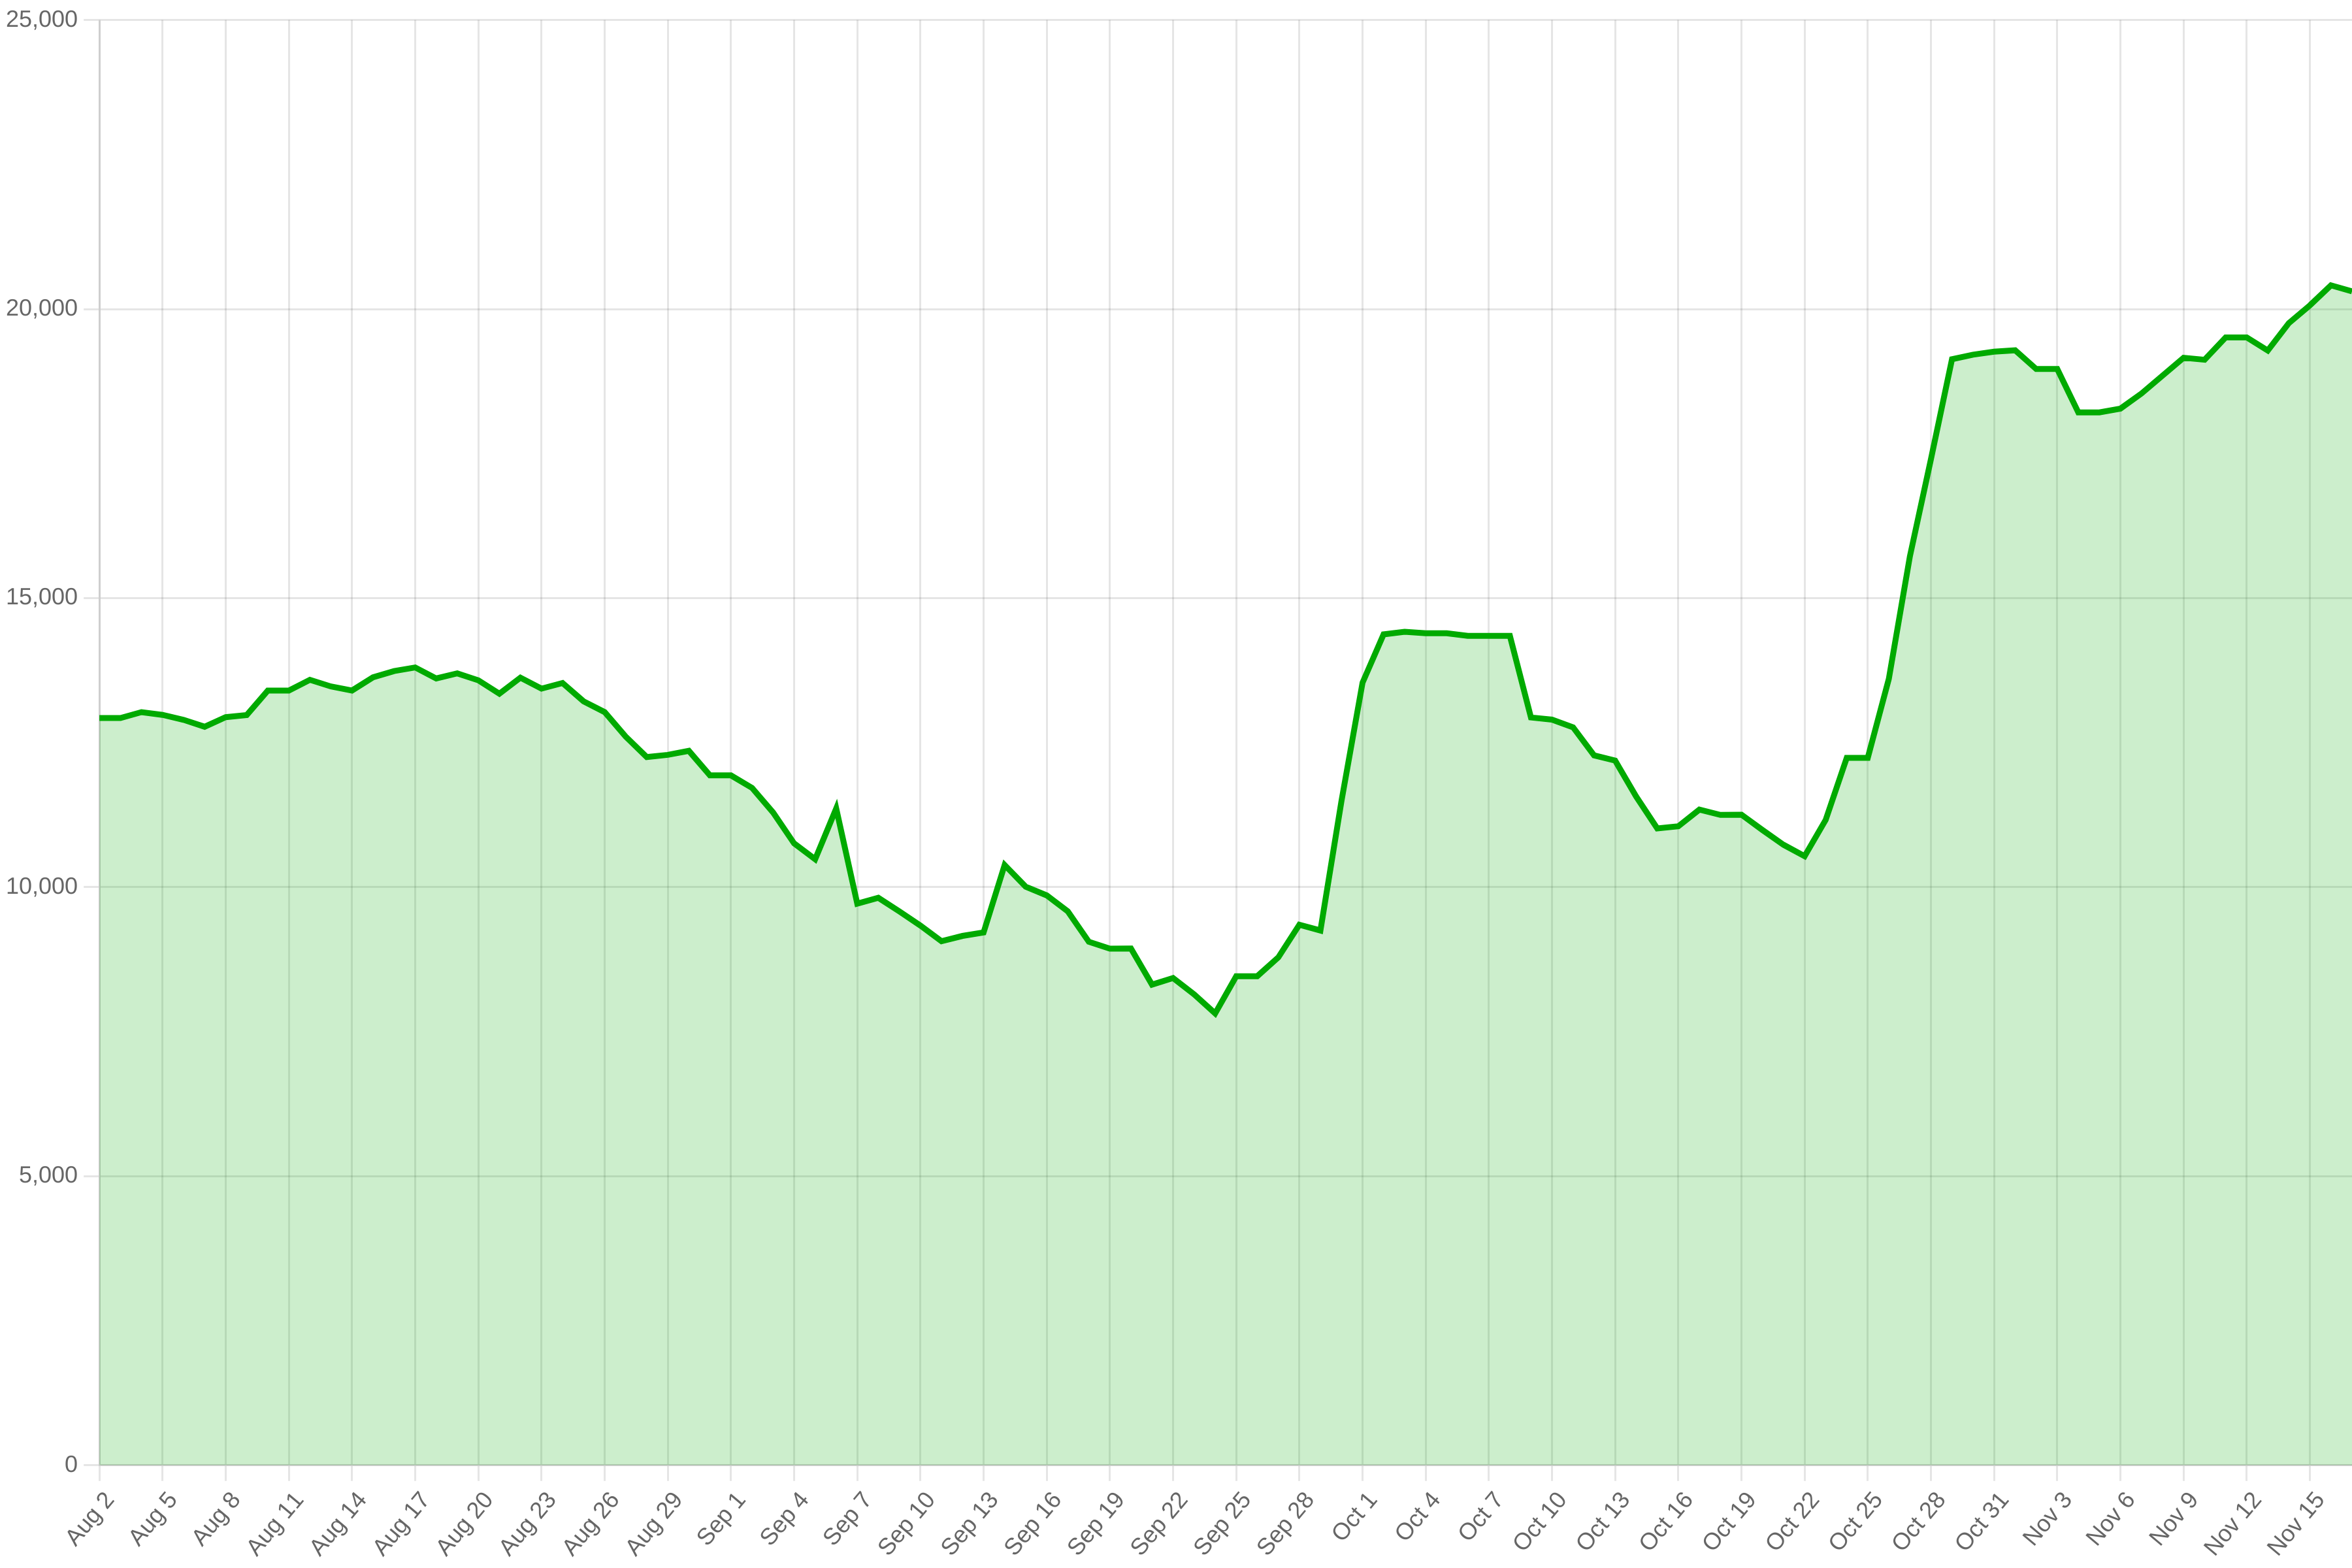 25,000
20,000
15,000
10,000
5,000
0
Aug 2
Aug 5
Aug 8
Aug 11
Aug 14
Aug 17
Aug 20
Aug 23
Aug 26
Aug 29
Sep 1
Sep 4
Sep 7
Sep 10
Sep 13
Sep 16
Sep 19
Sep 22
Sep 25
Sep 28
Oct 1
Oct 4
Oct 7
Oct 10
Oct 13
Oct 16
Oct 19
Oct 22
Oct 25
Oct 28
Oct 31
Nov 3
Nov 6
Nov 9
Nov 12
Nov 15